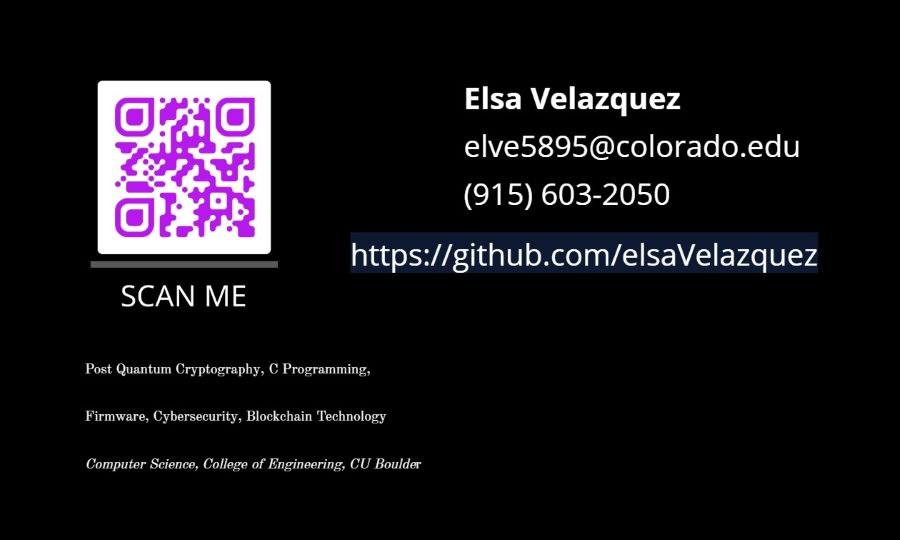 Elsa Velazquez
elve5895@colorado.edu
(915) 603-2050
https://github.com/elsaVelazquez
SCAN ME
Post Quantum Cryptography, C Programming,
Firmware, Cybersecurity, Blockchain Technology
Computer Science, College of Engineering, CU Boulder